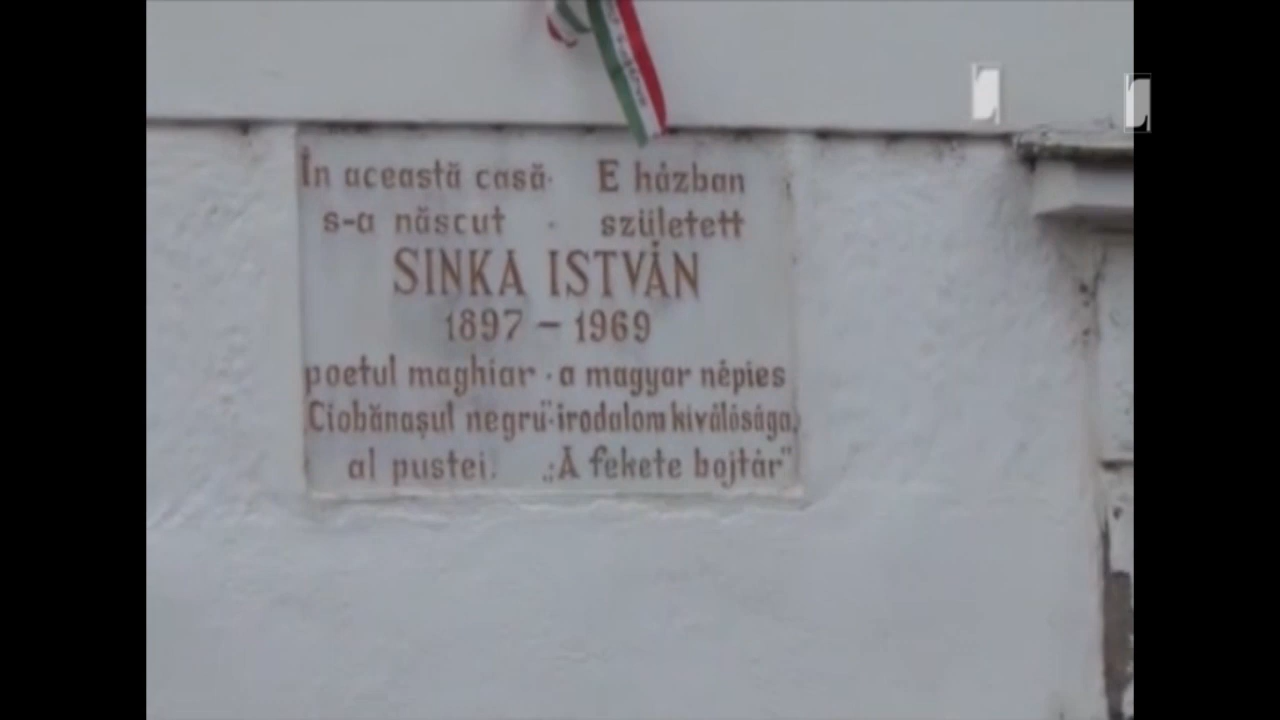 În această casă · E házban
s-a născut · született
SINKA ISTVÁN
1897 – 1969
poetul maghiar · a magyar népies
Ciobănașul negru" · irodalom kiválósága,
al pustei. „A fekete bojtár"